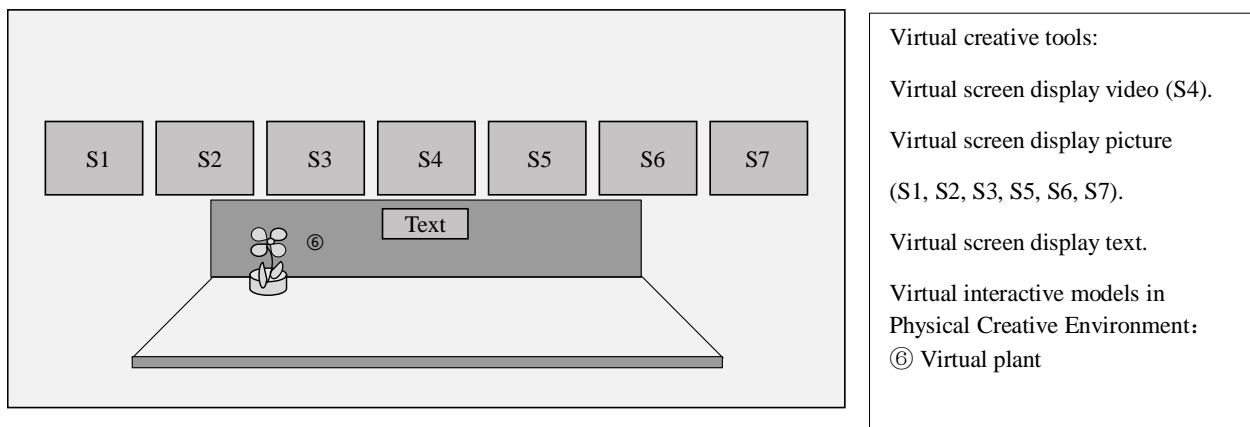 S1 S2 S3 S4 S5 S6 S7
Text
⑥
Virtual creative tools:
Virtual screen display video (S4).
Virtual screen display picture
(S1, S2, S3, S5, S6, S7).
Virtual screen display text.
Virtual interactive models in
Physical Creative Environment：
⑥ Virtual plant